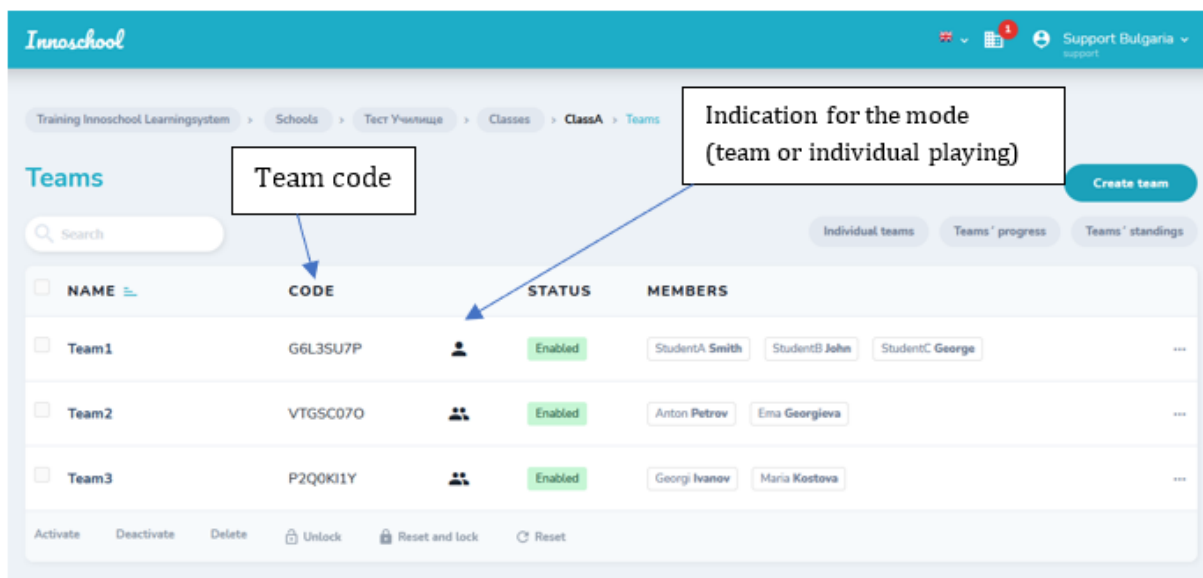 Innoschool
1
Support Bulgaria
support
Training Innoschool Learningsystem > Schools > Тест Училище > Classes > ClassA > Teams
Indication for the mode
(team or individual playing)
Teams
Team code
Create team
Search
Individual teams Teams' progress Teams' standings
NAME CODE STATUS MEMBERS
Team1 G6L3SU7P Enabled StudentA Smith StudentB John StudentC George ...
Team2 VTGSC07O Enabled Anton Petrov Ema Georgieva ...
Team3 P2Q0KI1Y Enabled Georgi Ivanov Maria Kostova ...
Activate Deactivate Delete Unlock Reset and lock Reset